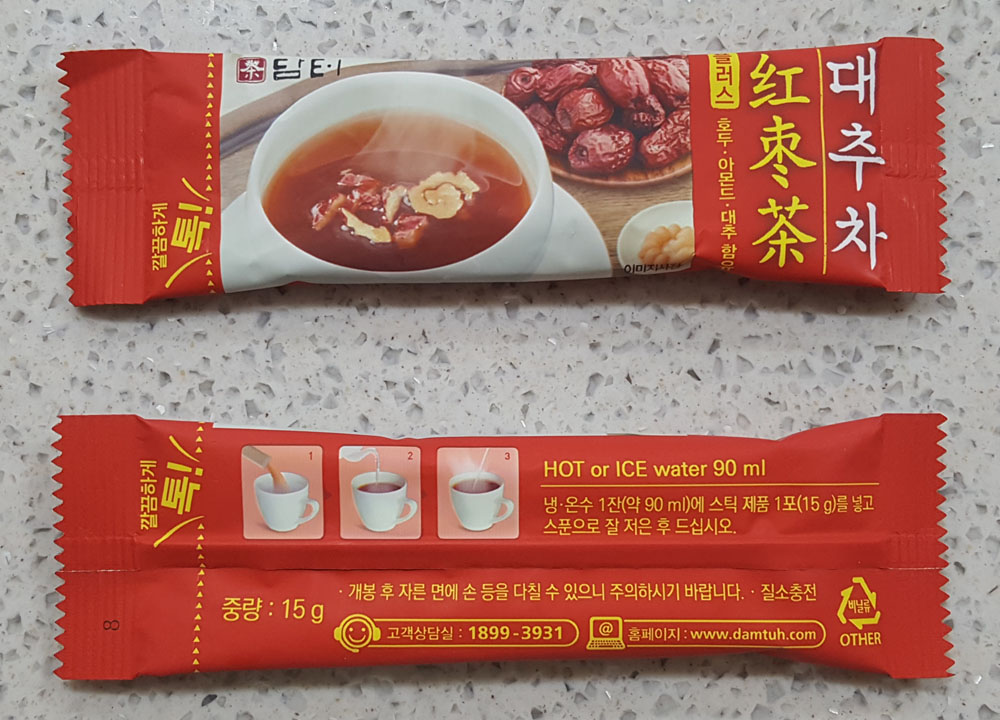 茶 담터
대추차
红枣茶
플러스
호두·아몬드·대추 함유
깔끔하게
톡!
깔끔하게
톡!
1
2
3
HOT or ICE water 90 ml
냉·온수 1잔(약 90 ml)에 스틱 제품 1포(15 g)를 넣고
스푼으로 잘 저은 후 드십시오.
중량 : 15 g
· 개봉 후 자른 면에 손 등을 다칠 수 있으니 주의하시기 바랍니다. · 질소충전
고객상담실 : 1899-3931
@ 홈페이지 : www.damtuh.com
비닐류
OTHER
8